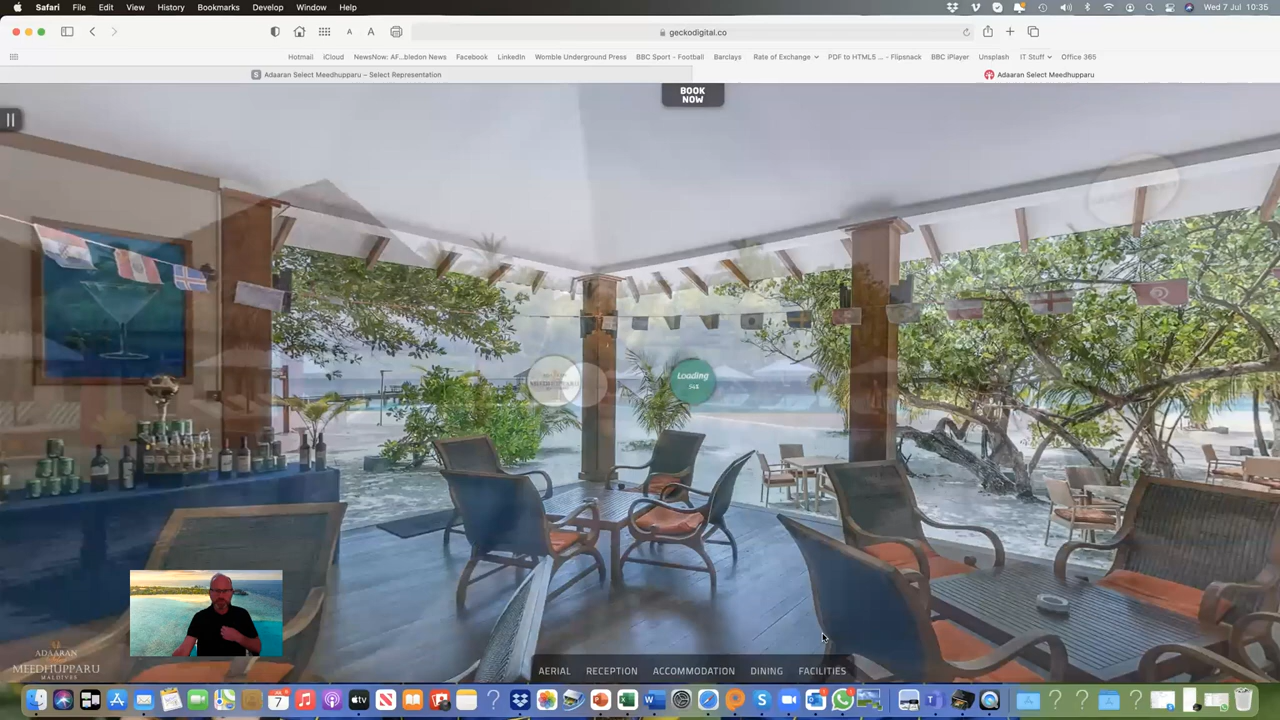 Safari File Edit View History Bookmarks Develop Window Help
Wed 7 Jul 10:35
A A
geckodigital.co
Hotmail iCloud NewsNow: AF...bledon News Facebook LinkedIn Womble Underground Press BBC Sport - Football Barclays Rate of Exchange PDF to HTML5 ... - Flipsnack BBC iPlayer Unsplash IT Stuff Office 365
Adaaran Select Meedhupparu – Select Representation
Adaaran Select Meedhupparu
BOOK
NOW
MEEDHUPPARU
Loading
ADAARAN
MEEDHUPPARU
MALDIVES
AERIAL RECEPTION ACCOMMODATION DINING FACILITIES